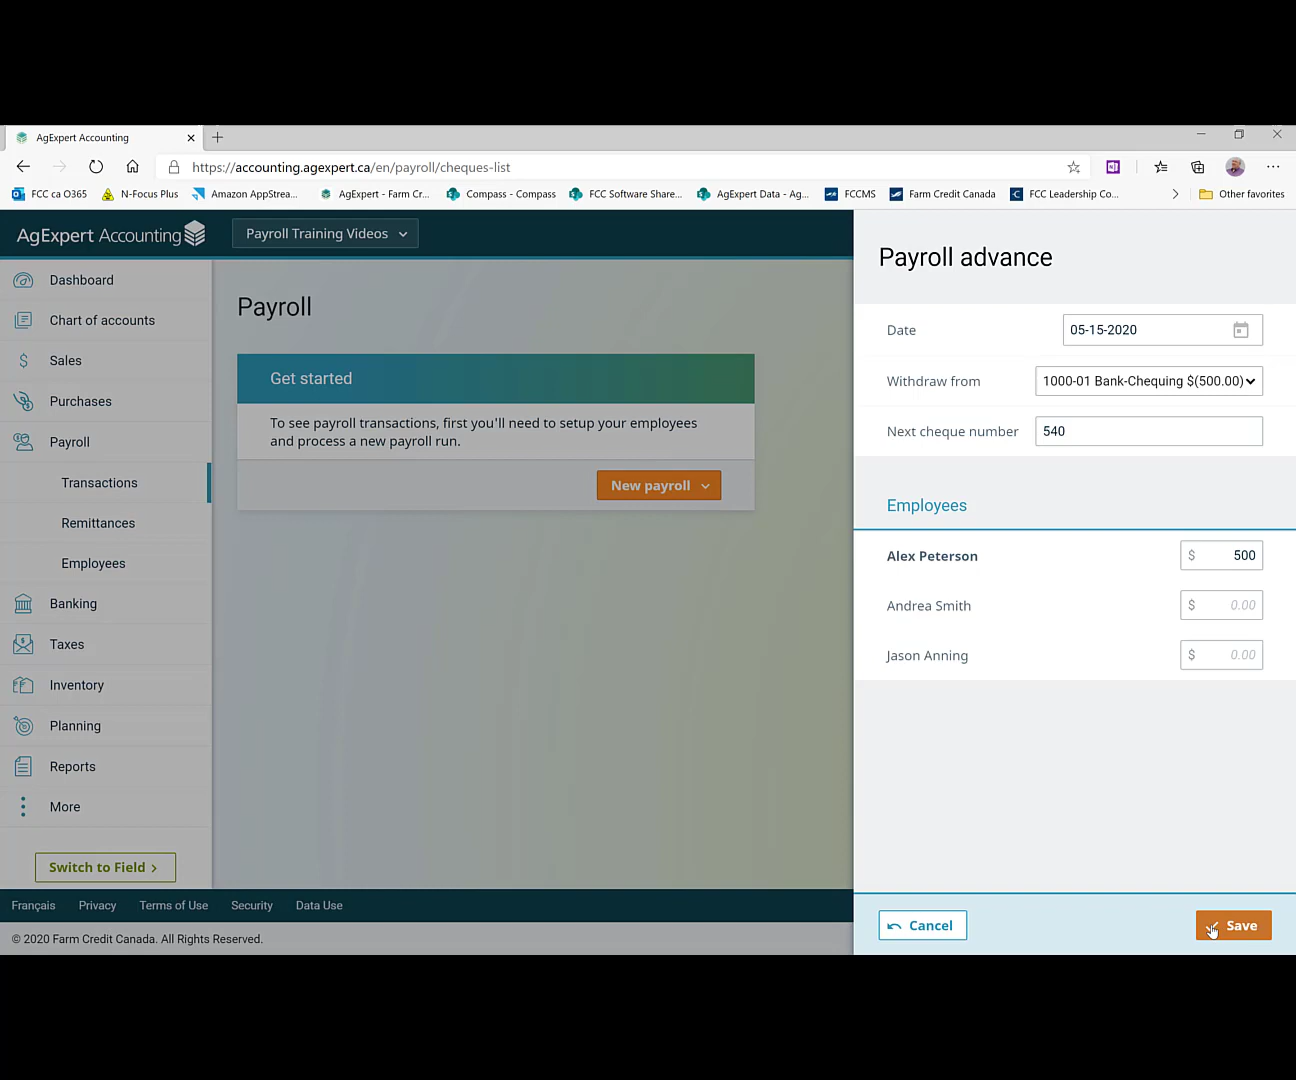 AgExpert Accounting
https://accounting.agexpert.ca/en/payroll/cheques-list
FCC ca O365
N-Focus Plus
Amazon AppStrea...
AgExpert - Farm Cr...
Compass - Compass
FCC Software Share...
AgExpert Data - Ag...
FCCMS
Farm Credit Canada
FCC Leadership Co...
Other favorites
AgExpert Accounting
Payroll Training Videos
Dashboard
Chart of accounts
Sales
Purchases
Payroll
Transactions
Remittances
Employees
Banking
Taxes
Inventory
Planning
Reports
More
Switch to Field
Payroll
Get started
To see payroll transactions, first you'll need to setup your employees
and process a new payroll run.
New payroll
Payroll advance
Date
05-15-2020
Withdraw from
1000-01 Bank-Chequing $(500.00)
Next cheque number
540
Employees
Alex Peterson
$ 500
Andrea Smith
$ 0.00
Jason Anning
$ 0.00
Cancel
Save
Français
Privacy
Terms of Use
Security
Data Use
© 2020 Farm Credit Canada. All Rights Reserved.